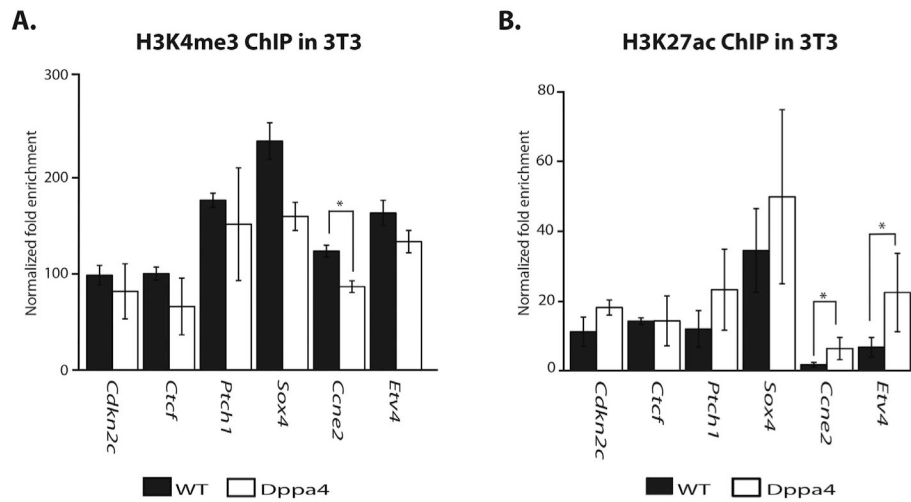 A.
H3K4me3 ChIP in 3T3
Normalized fold enrichment
300
200
100
0
*
Cdkn2c
Ctcf
Ptch1
Sox4
Ccne2
Etv4
WT
Dppa4
B.
H3K27ac ChIP in 3T3
Normalized fold enrichment
80
60
40
20
0
*
*
Cdkn2c
Ctcf
Ptch1
Sox4
Ccne2
Etv4
WT
Dppa4